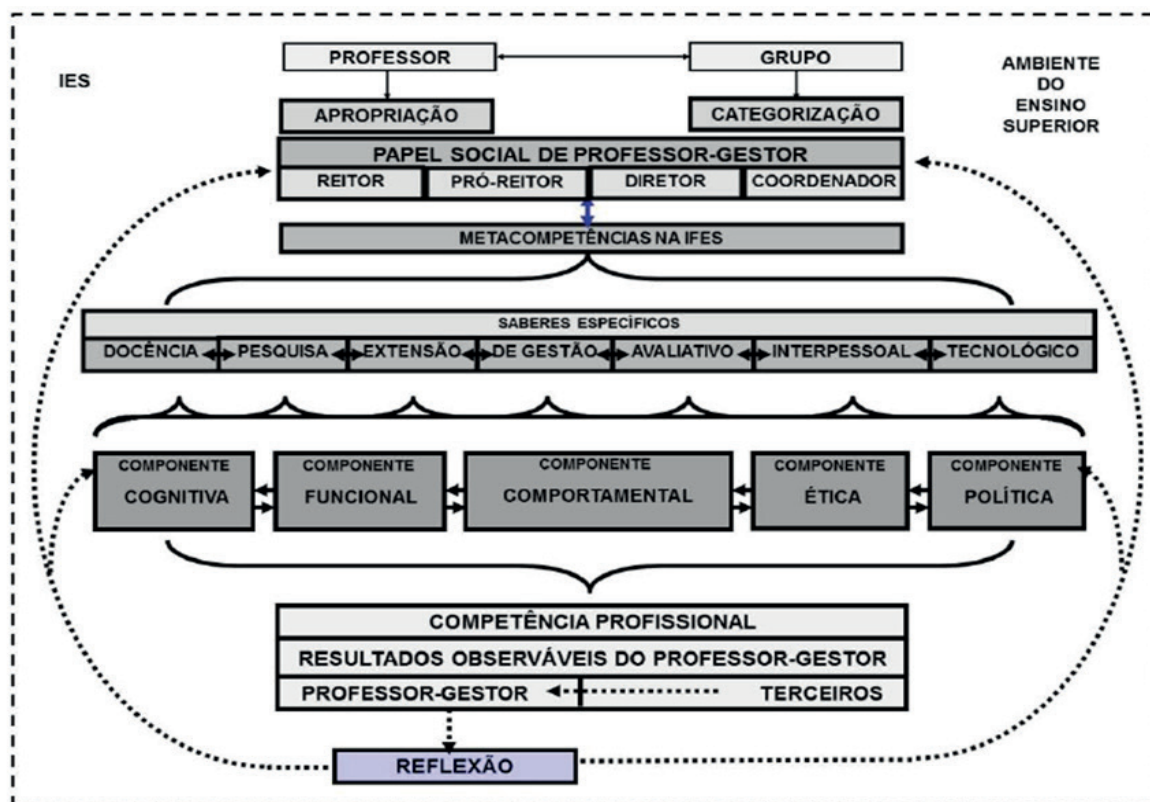 PROFESSOR
GRUPO
IES
AMBIENTE
DO
ENSINO
SUPERIOR
APROPRIAÇÃO
CATEGORIZAÇÃO
PAPEL SOCIAL DE PROFESSOR-GESTOR
REITOR
PRÓ-REITOR
DIRETOR
COORDENADOR
METACOMPETÊNCIAS NA IFES
SABERES ESPECÍFICOS
DOCÊNCIA
PESQUISA
EXTENSÃO
DE GESTÃO
AVALIATIVO
INTERPESSOAL
TECNOLÓGICO
COMPONENTE
COGNITIVA
COMPONENTE
FUNCIONAL
COMPONENTE
COMPORTAMENTAL
COMPONENTE
ÉTICA
COMPONENTE
POLÍTICA
COMPETÊNCIA PROFISSIONAL
RESULTADOS OBSERVÁVEIS DO PROFESSOR-GESTOR
PROFESSOR-GESTOR
TERCEIROS
REFLEXÃO